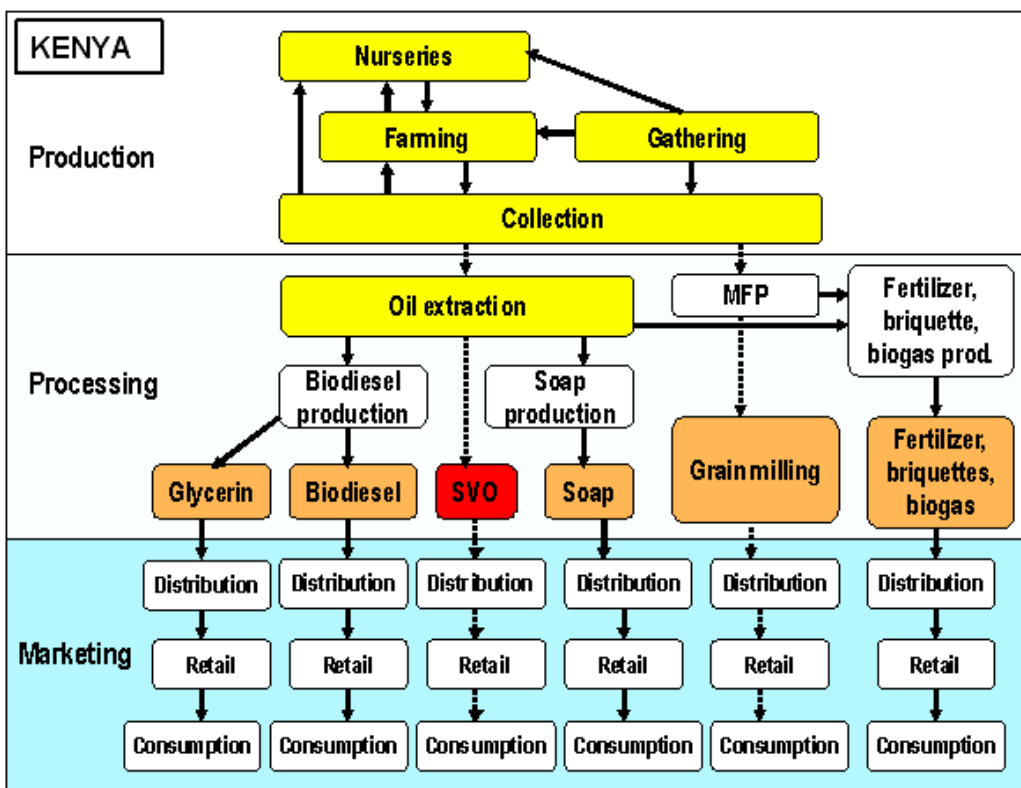 KENYA
Nurseries
Farming
Gathering
Production
Collection
Oil extraction
MFP
Fertilizer,
briquette,
biogas prod.
Processing
Biodiesel
production
Soap
production
Glycerin
Biodiesel
SVO
Soap
Grain milling
Fertilizer,
briquettes,
biogas
Distribution
Distribution
Distribution
Distribution
Distribution
Distribution
Marketing
Retail
Retail
Retail
Retail
Retail
Retail
Consumption
Consumption
Consumption
Consumption
Consumption
Consumption